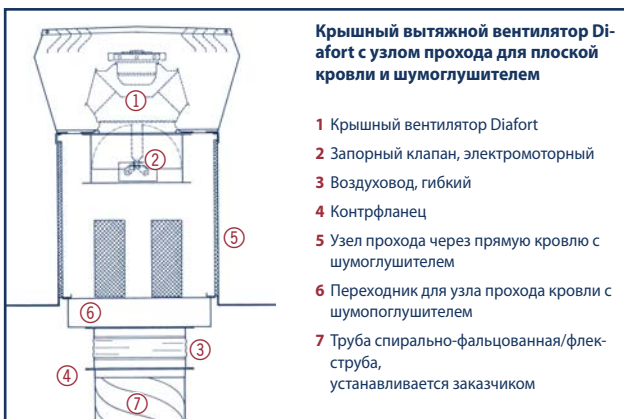 Крышный вытяжной вентилятор Di-
afort с узлом прохода для плоской
кровли и шумоглушителем
1 Крышный вентилятор Diafort
2 Запорный клапан, электромоторный
3 Воздуховод, гибкий
4 Контрфланец
5 Узел прохода через прямую кровлю с
шумоглушителем
6 Переходник для узла прохода кровли с
шумопоглушителем
7 Труба спирально-фальцованная/флек-
струба,
устанавливается заказчиком
1
2
5
6
3
4
7